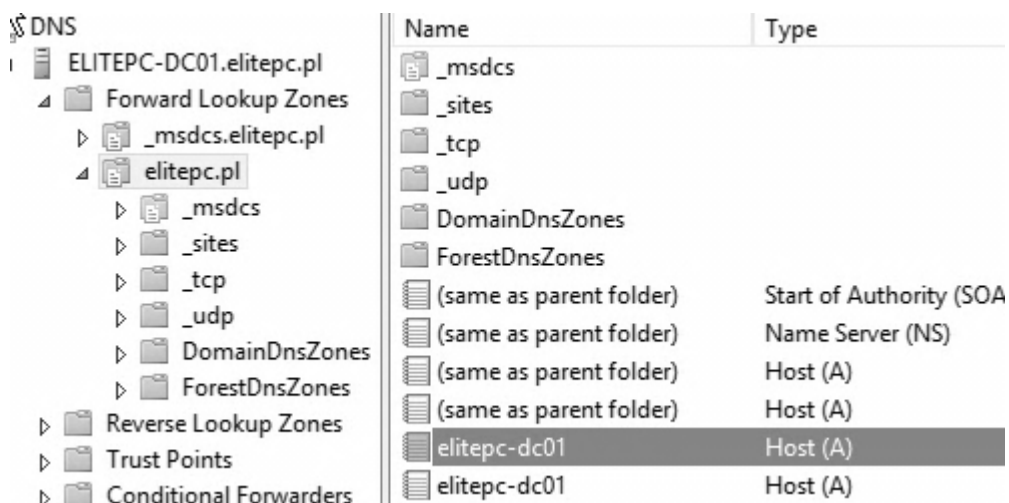 DNS
ELITEPC-DC01.elitepc.pl
Forward Lookup Zones
_msdcs.elitepc.pl
elitepc.pl
_msdcs
_sites
_tcp
_udp
DomainDnsZones
ForestDnsZones
Reverse Lookup Zones
Trust Points
Conditional Forwarders
Name Type
_msdcs
_sites
_tcp
_udp
DomainDnsZones
ForestDnsZones
(same as parent folder) Start of Authority (SOA
(same as parent folder) Name Server (NS)
(same as parent folder) Host (A)
(same as parent folder) Host (A)
elitepc-dc01 Host (A)
elitepc-dc01 Host (A)